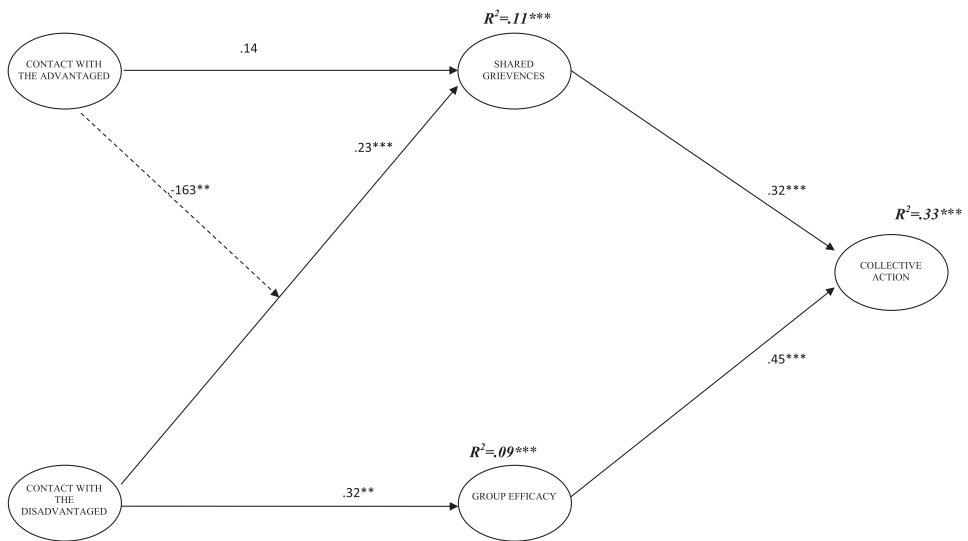 R²=.11***
CONTACT WITH
THE ADVANTAGED
.14
SHARED
GRIEVENCES
.23***
-163**
.32***
R²=.33***
COLLECTIVE
ACTION
.45***
R²=.09***
CONTACT WITH
THE
DISADVANTAGED
.32**
GROUP EFFICACY